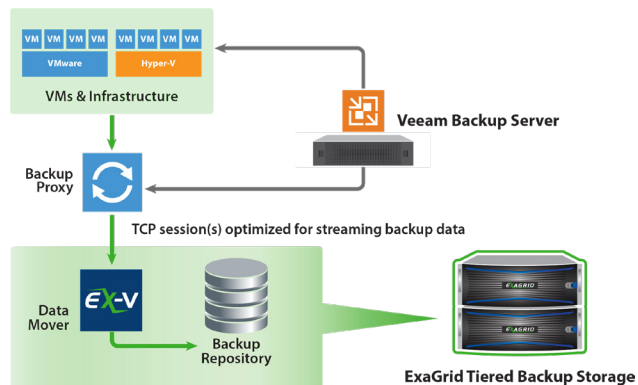 VM VM VM VM VM VM VM VM
VMware Hyper-V
VMs & Infrastructure
Veeam Backup Server
Backup
Proxy
TCP session(s) optimized for streaming backup data
EX-V
Data
Mover
Backup
Repository
EXAGRID
EXAGRID
ExaGrid Tiered Backup Storage